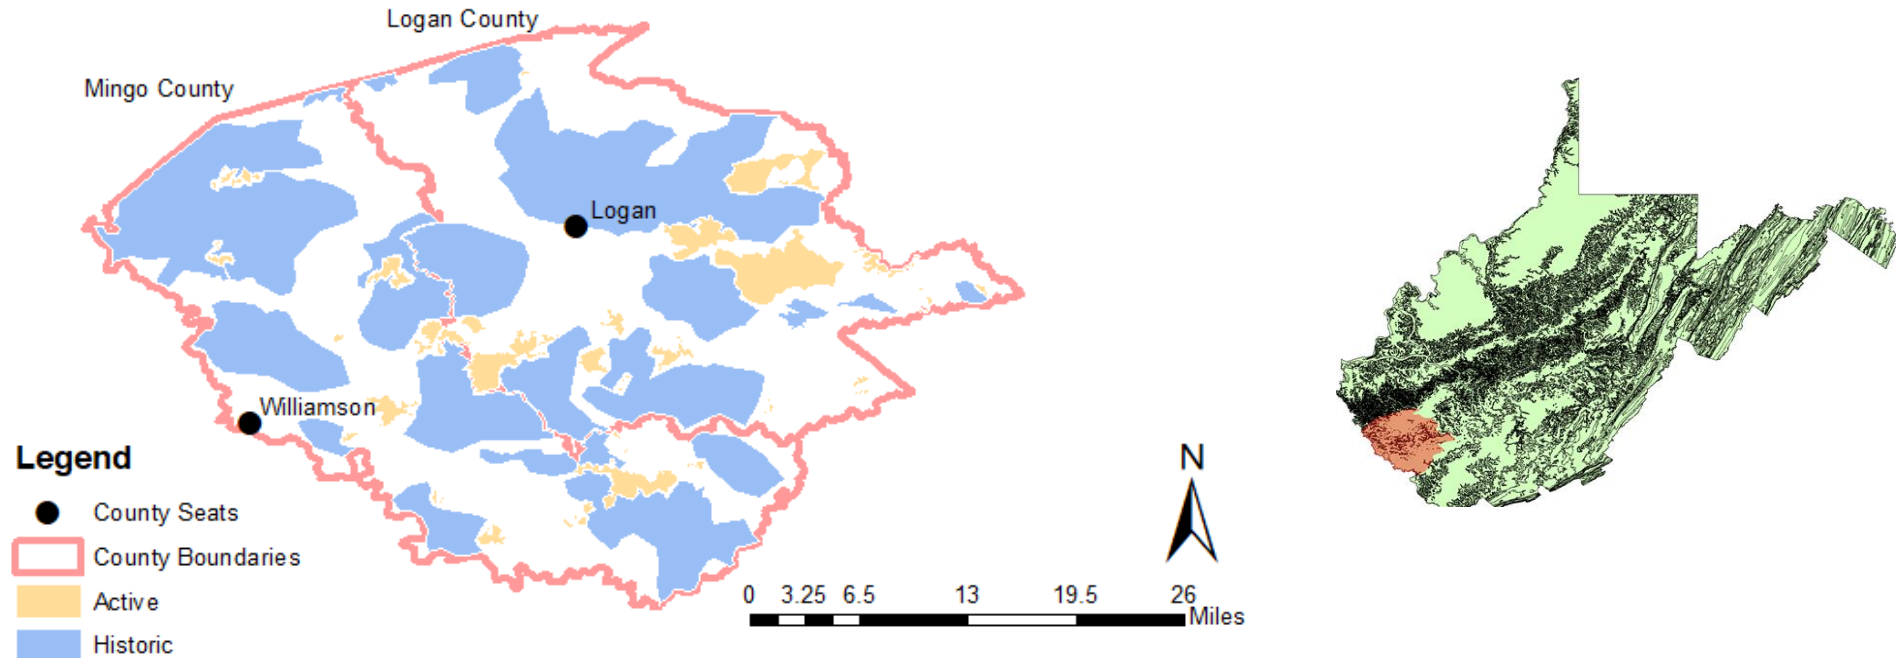 Logan County
Mingo County
Logan
Williamson
Legend
County Seats
County Boundaries
Active
Historic
N
0 3.25 6.5 13 19.5 26
Miles